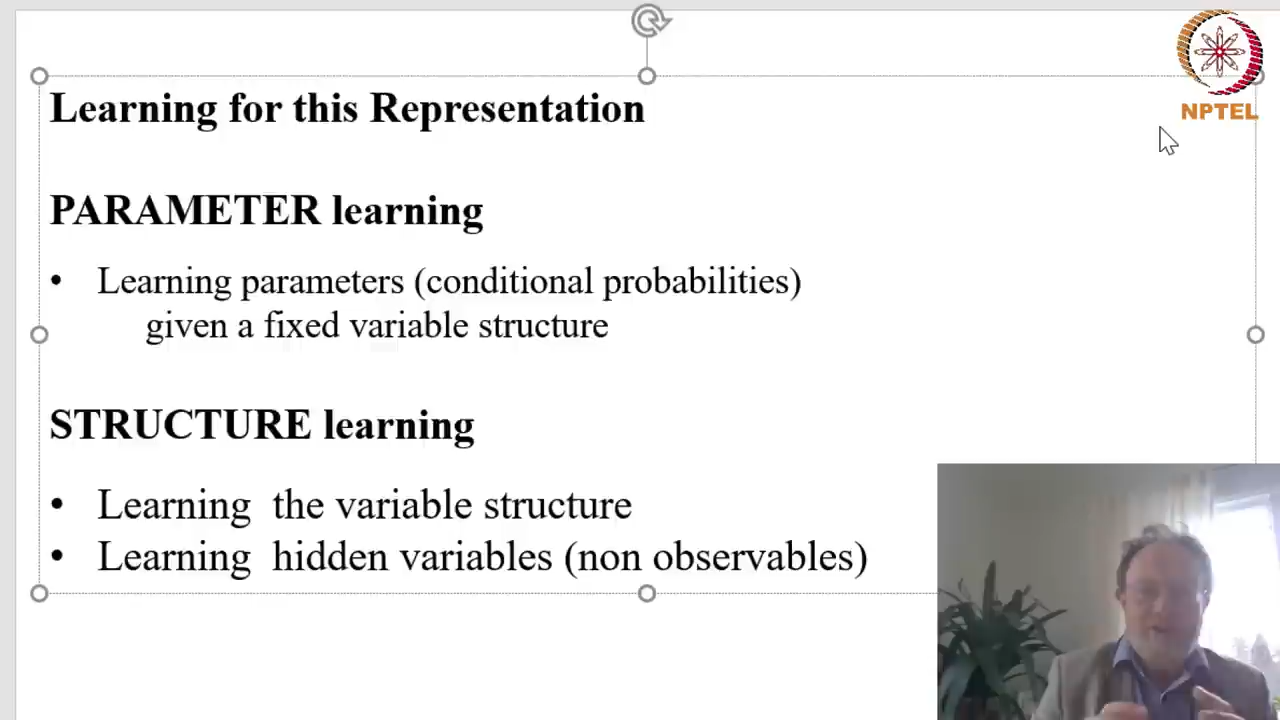 NPTEL
Learning for this Representation
PARAMETER learning
• Learning parameters (conditional probabilities)
given a fixed variable structure
STRUCTURE learning
• Learning the variable structure
• Learning hidden variables (non observables)